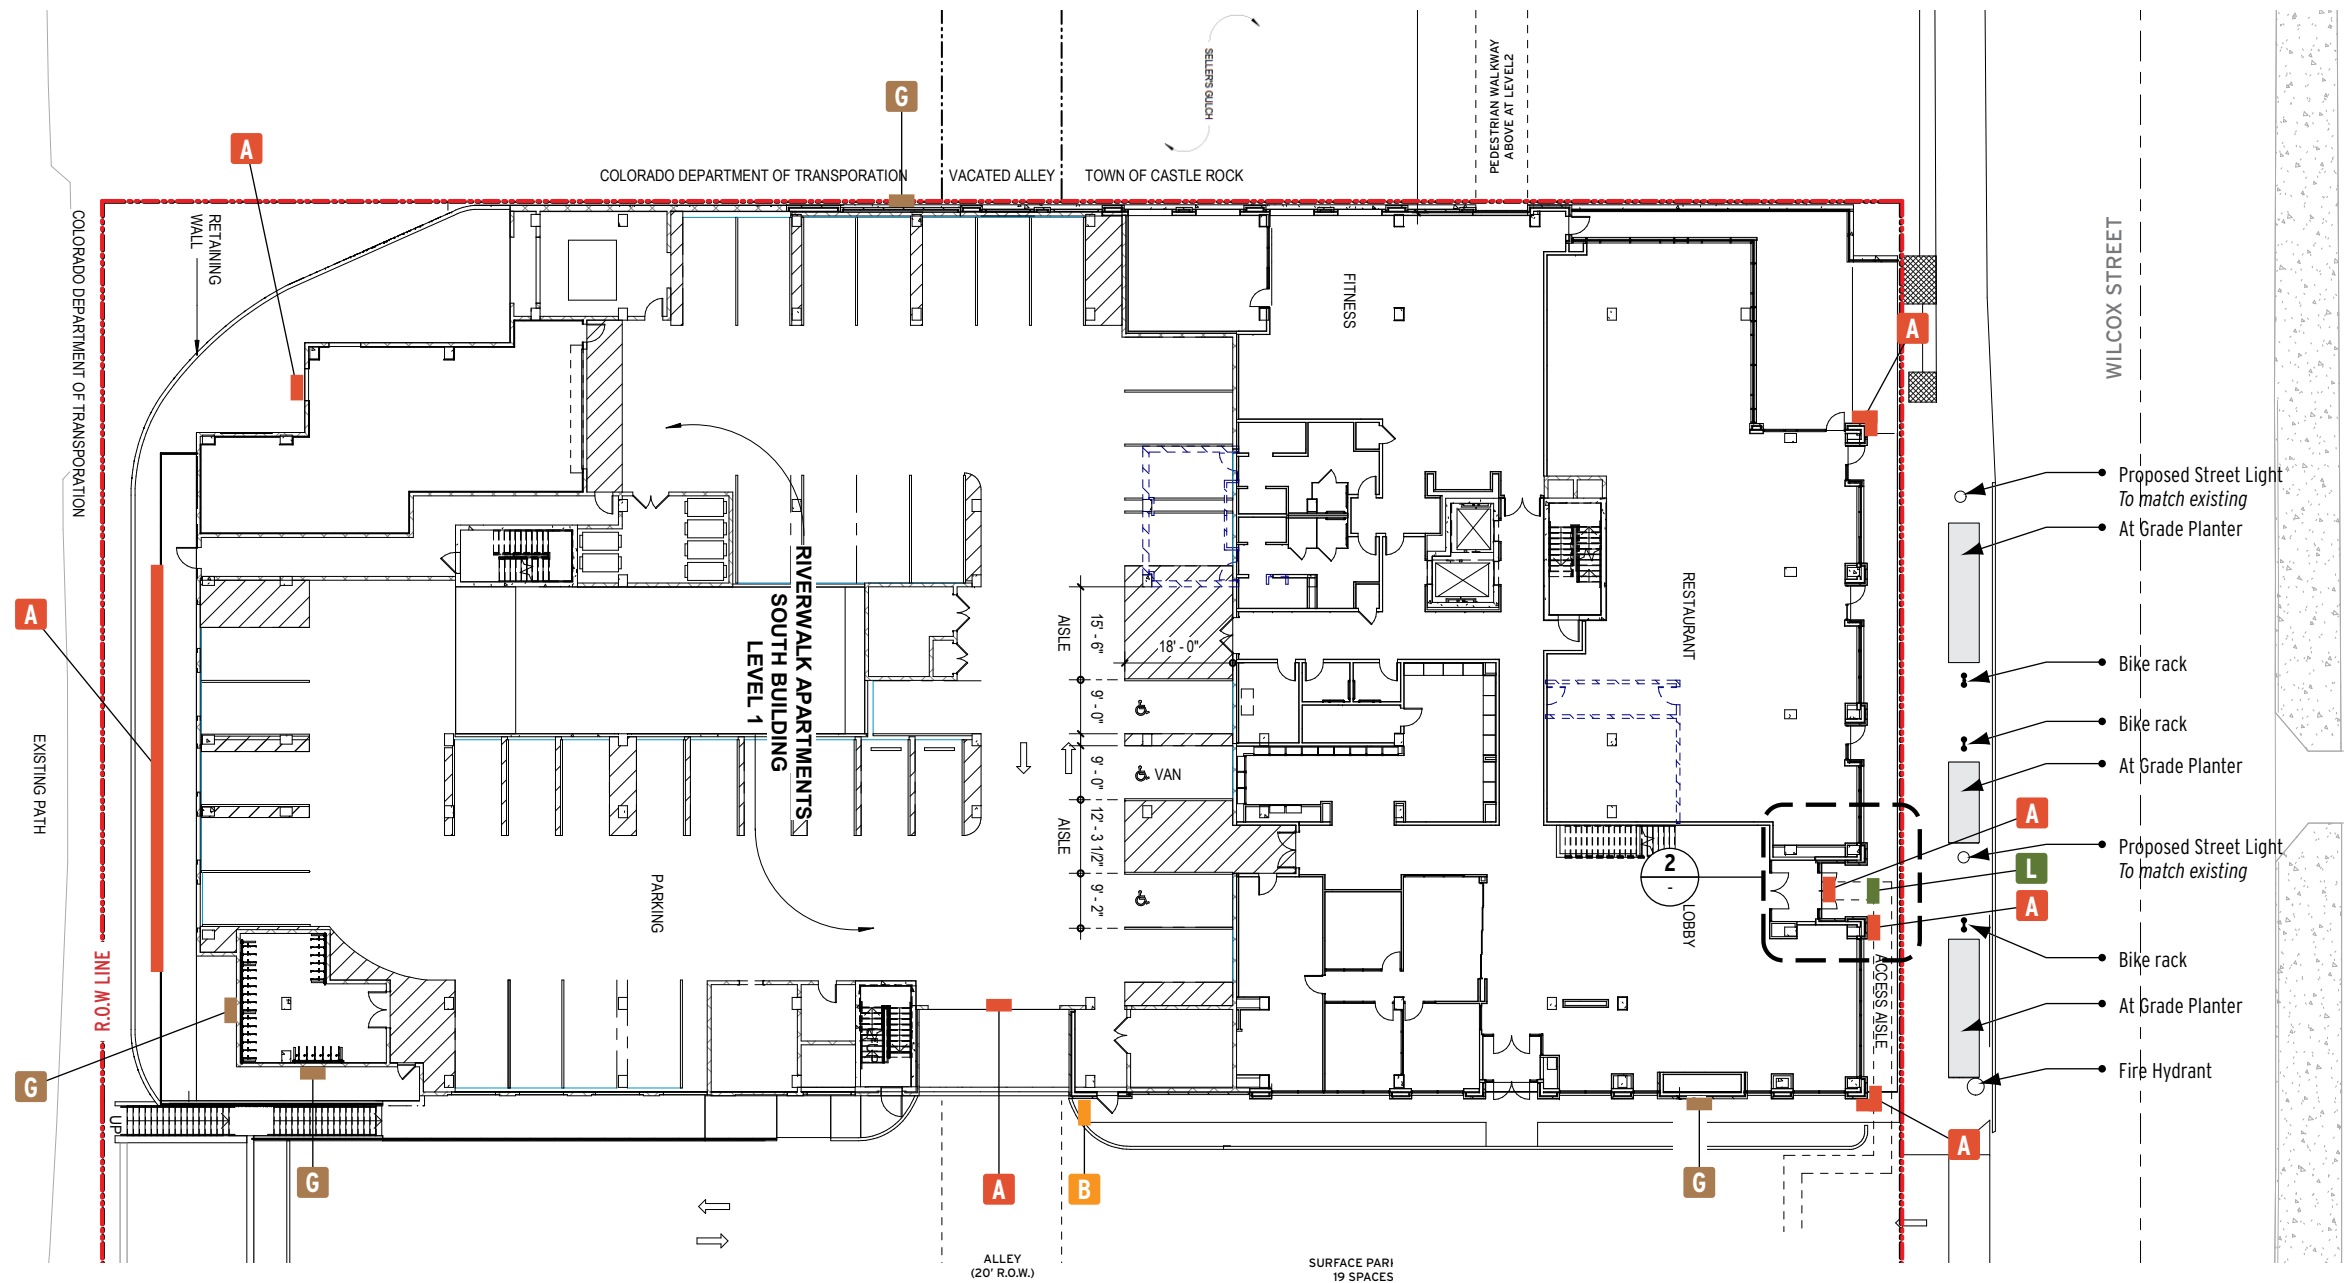 SELLER'S GULCH
PEDESTRIAN WALKWAY
ABOVE AT LEVEL2
G
A
COLORADO DEPARTMENT OF TRANSPORATION
VACATED ALLEY
TOWN OF CASTLE ROCK
COLORADO DEPARTMENT OF TRANSPORATION
RETAINING
WALL
FITNESS
WILCOX STREET
A
Proposed Street Light
To match existing
At Grade Planter
RIVERWALK APARTMENTS
SOUTH BUILDING
LEVEL 1
RESTAURANT
A
AISLE
15' - 6"
18' - 0"
Bike rack
9' - 0"
Bike rack
EXISTING PATH
9' - 0"
VAN
At Grade Planter
AISLE
12' - 3 1/2"
A
Proposed Street Light
To match existing
2
-
L
PARKING
9' - 2"
LOBBY
A
R.O.W LINE
ACCESS AISLE
Bike rack
At Grade Planter
Fire Hydrant
G
UP
G
A
B
G
A
ALLEY
(20' R.O.W.)
SURFACE PARK
19 SPACES